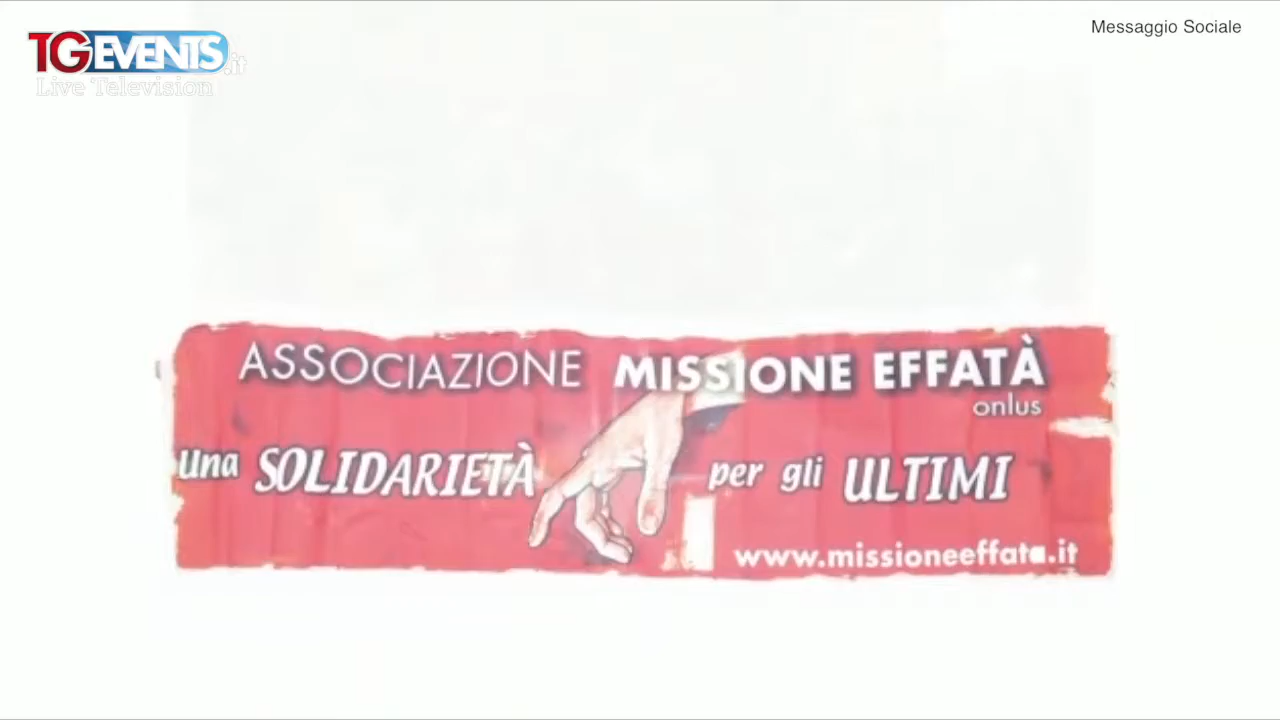 TGEVENTS.it
Live Television
Messaggio Sociale
ASSOCIAZIONE MISSIONE EFFATÀ
onlus
una SOLIDARIETÀ per gli ULTIMI
www.missioneeffata.it